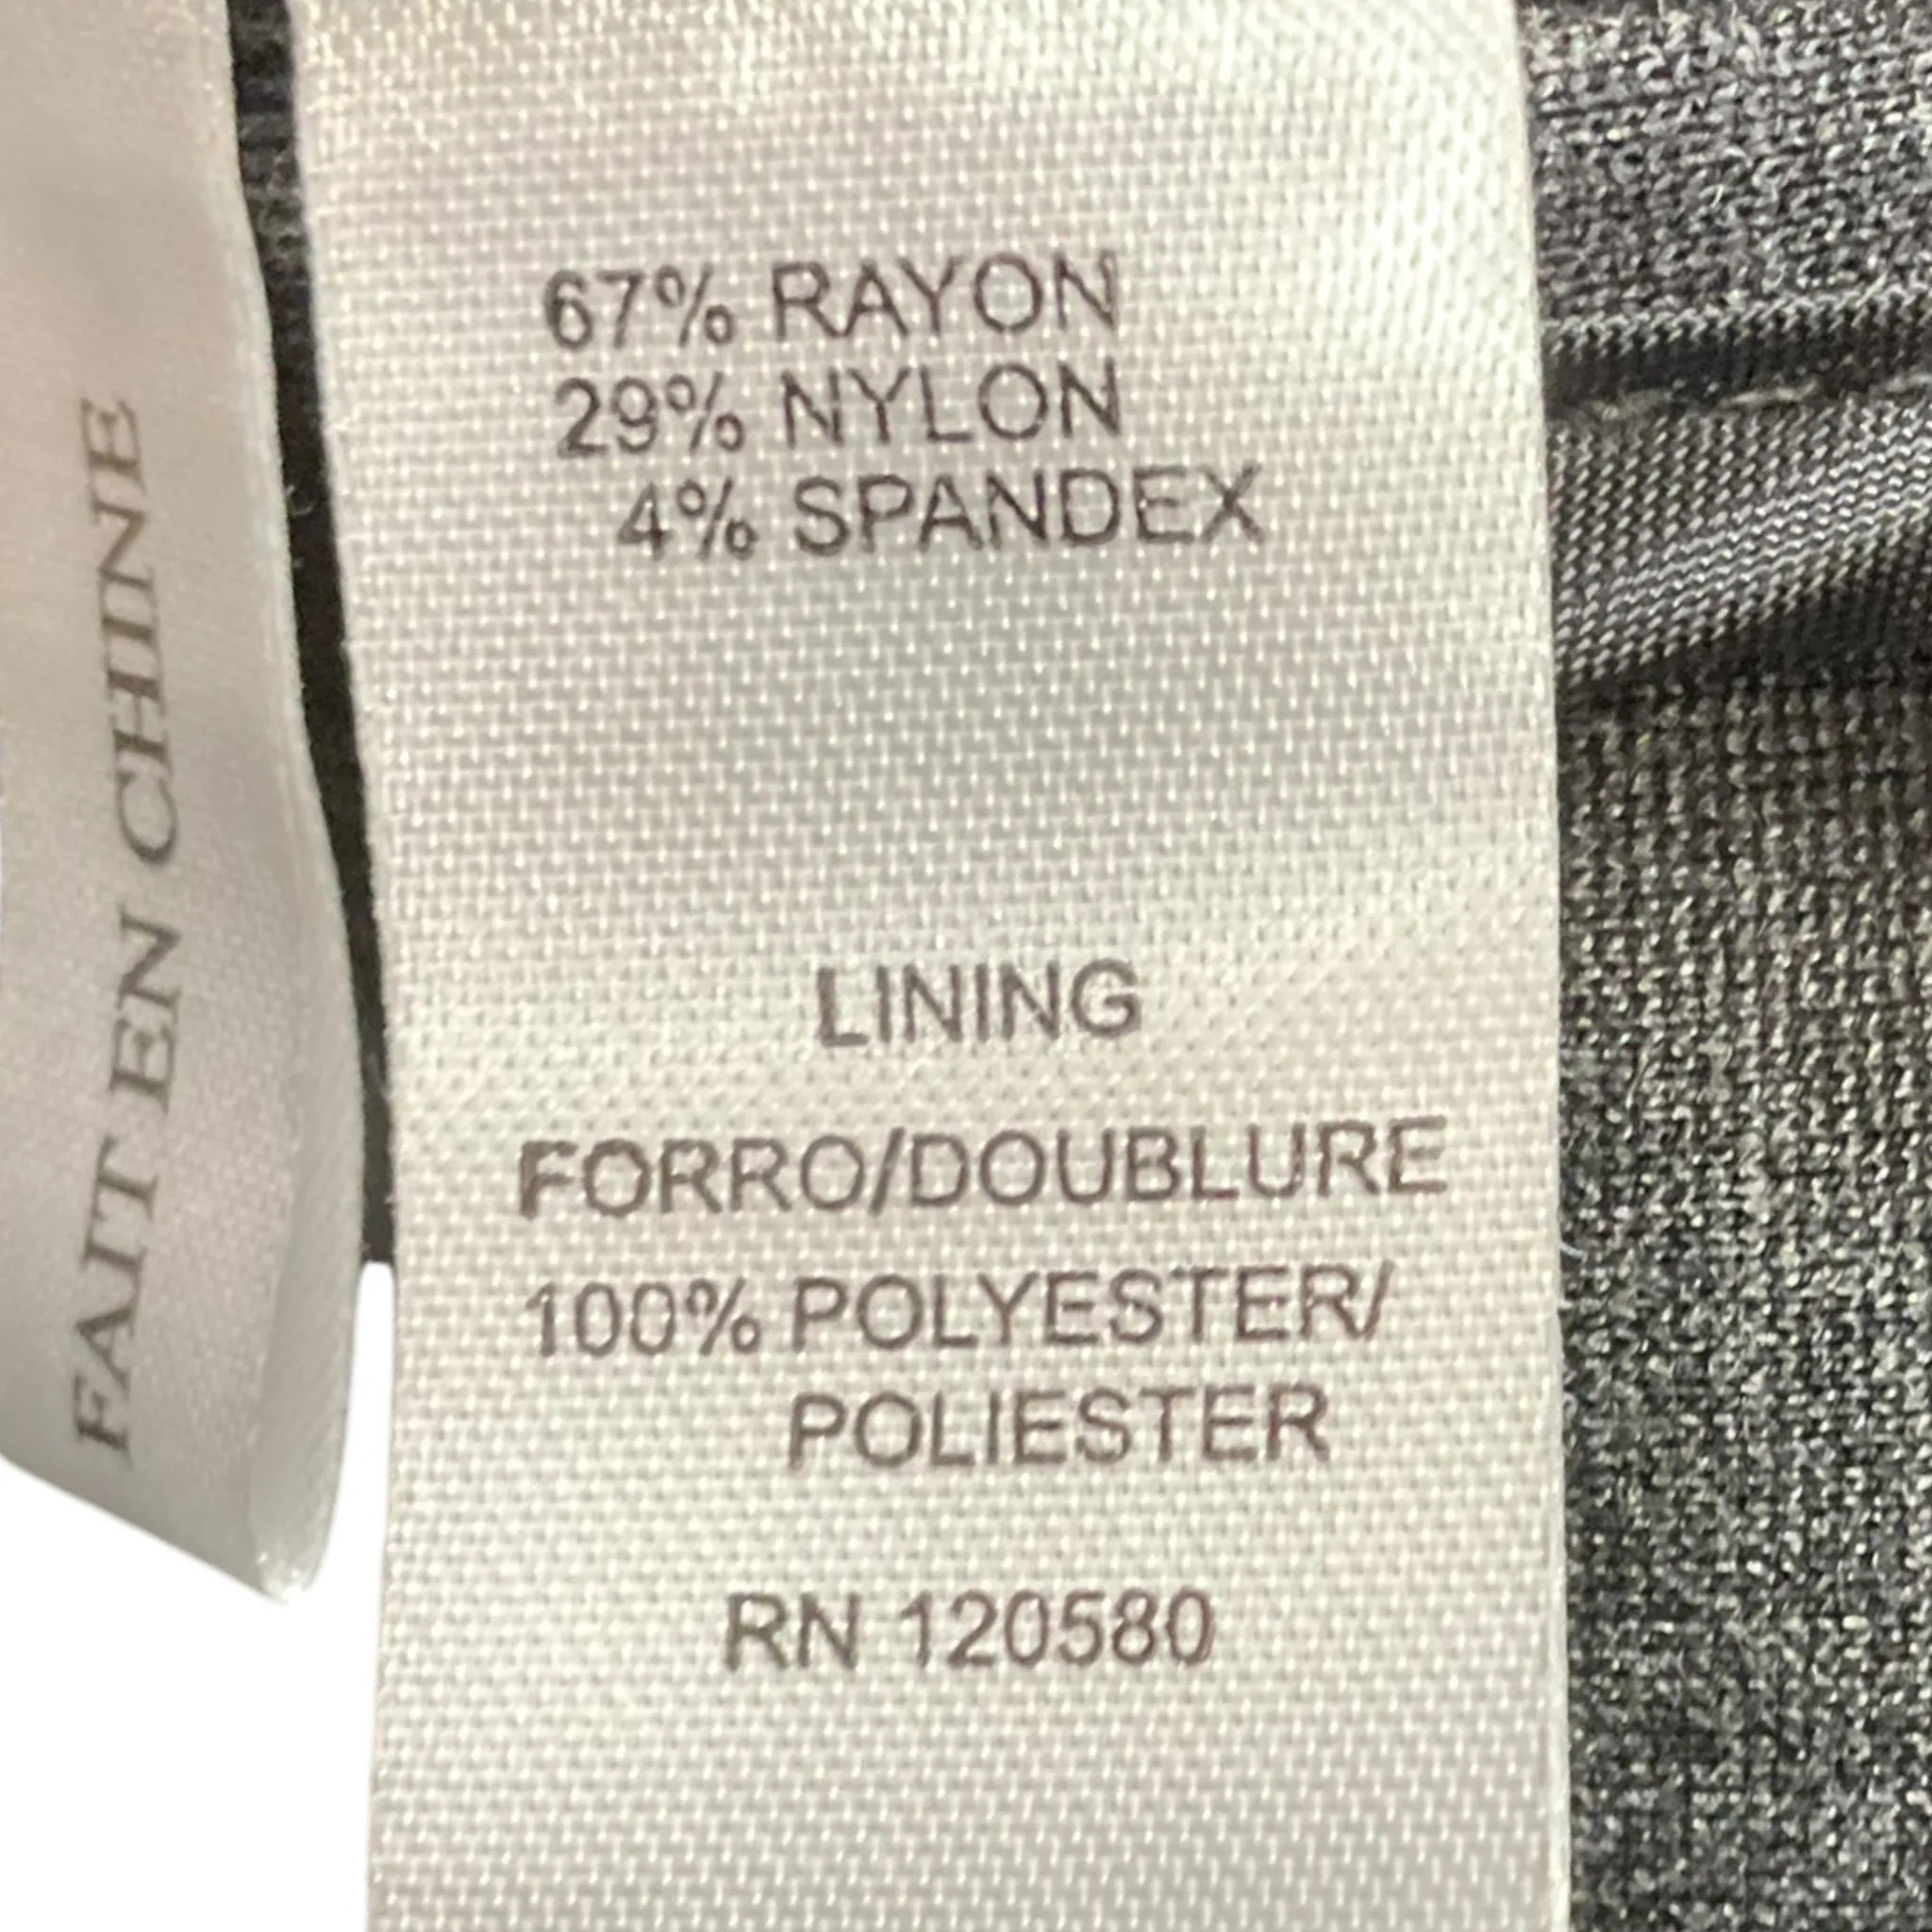 FAIT EN CHINE
67% RAYON
29% NYLON
4% SPANDEX
LINING
FORRO/DOUBLURE
100% POLYESTER/
POLIESTER
RN 120580